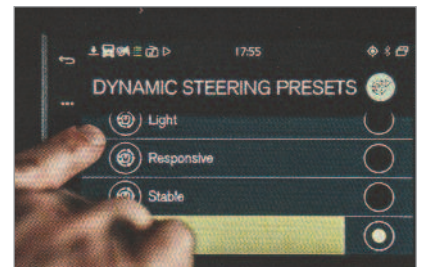 17:55
DYNAMIC STEERING PRESETS
Light
Responsive
Stable